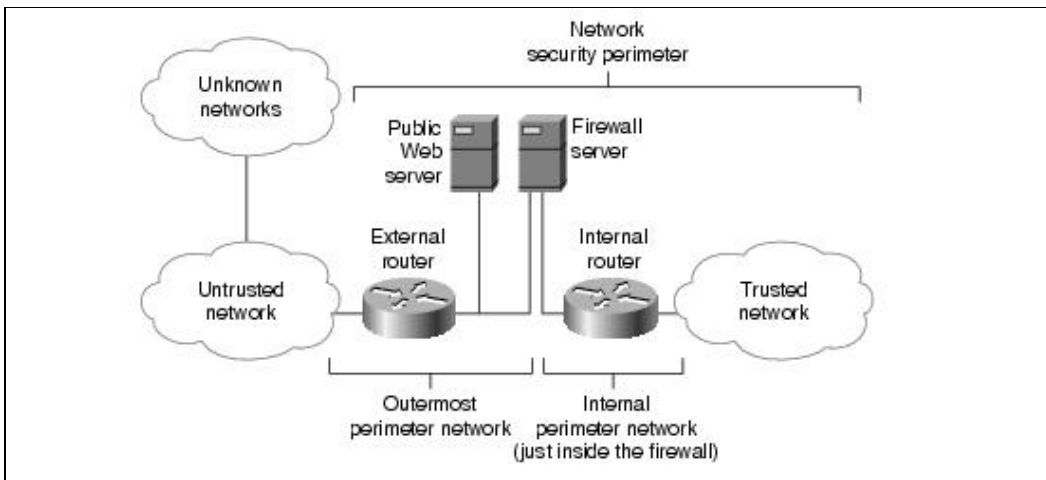 Network
security perimeter
Unknown
networks
Public
Web
server
Firewall
server
External
router
Internal
router
Untrusted
network
Trusted
network
Outermost
perimeter network
Internal
perimeter network
(just inside the firewall)